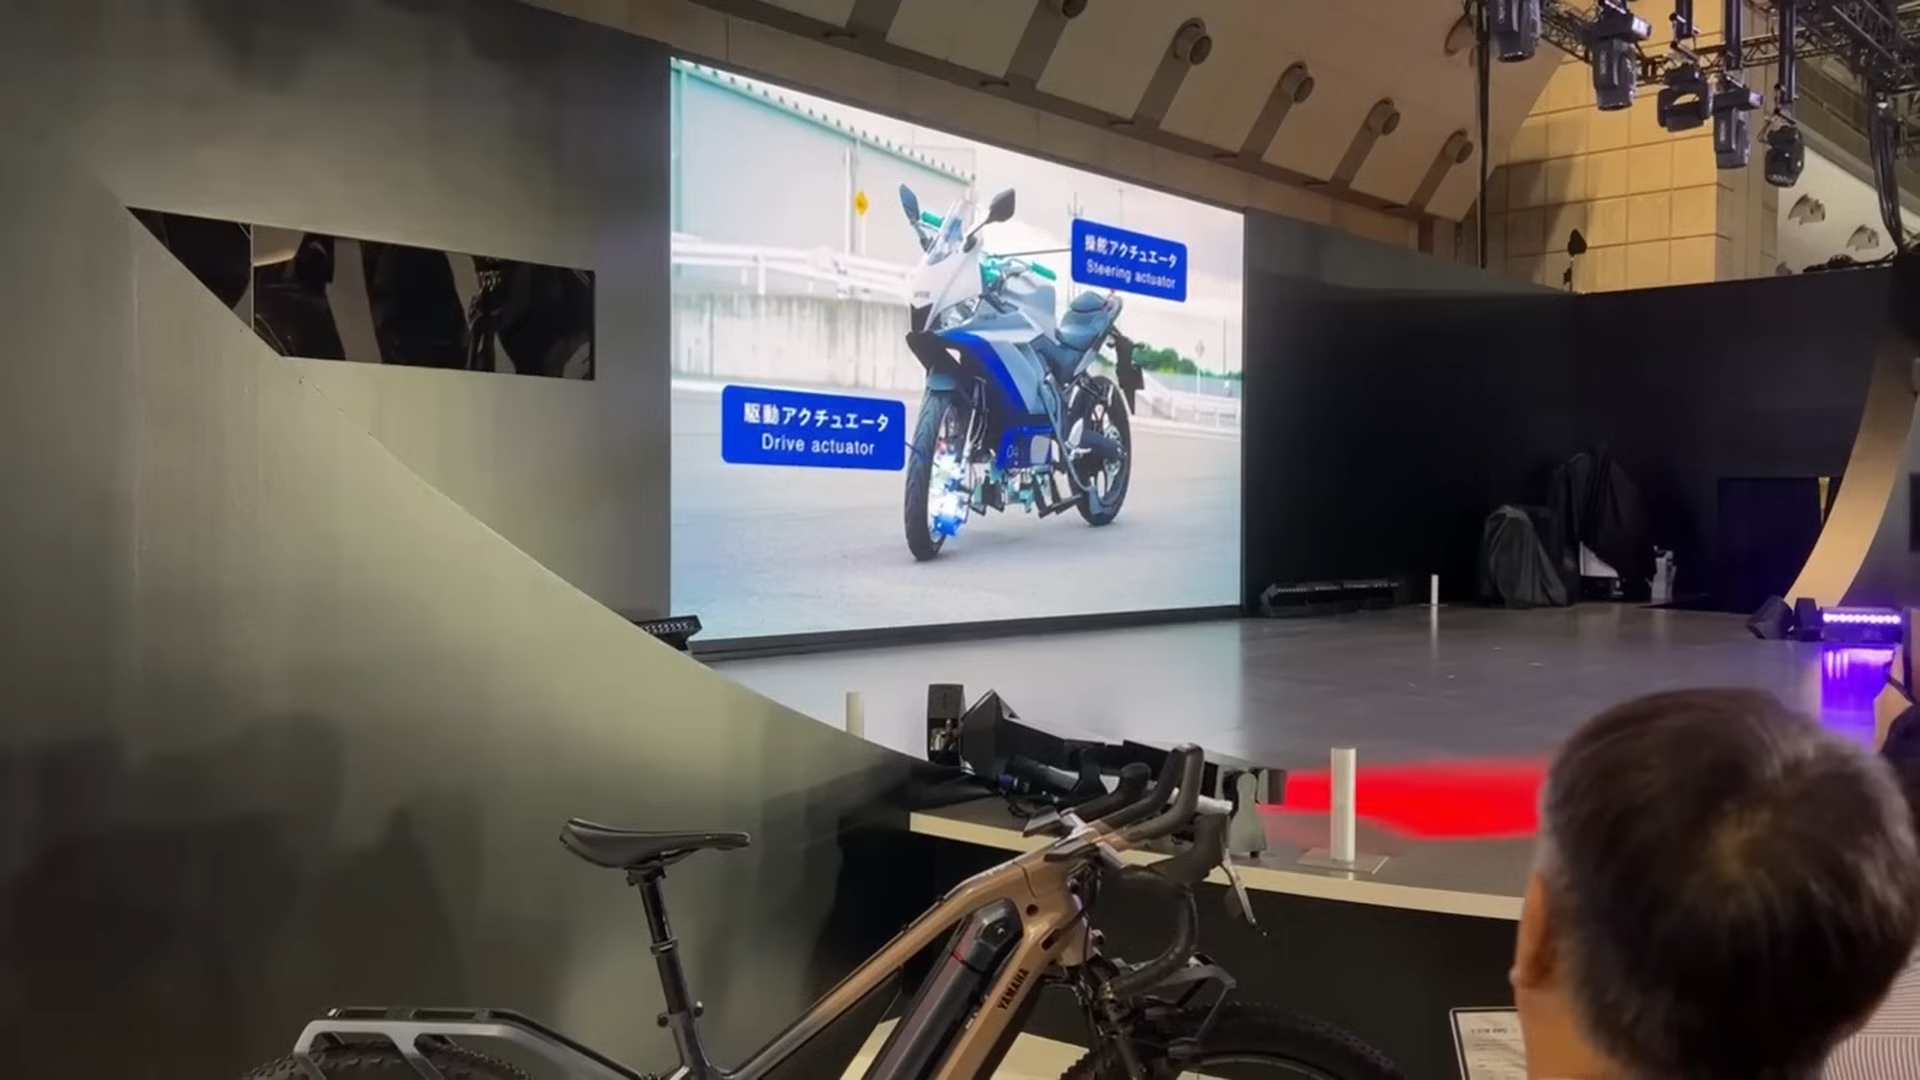 操舵アクチュエータ
Steering actuator
駆動アクチュエータ
Drive actuator
04
YAMAHA